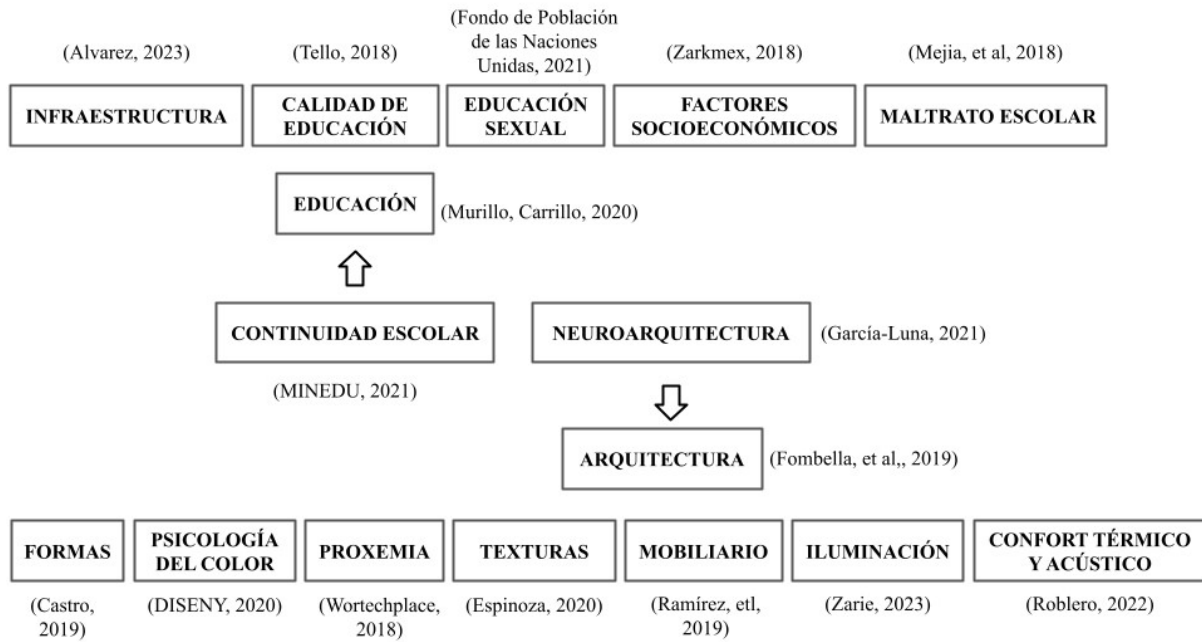 (Alvarez, 2023)
(Tello, 2018)
(Fondo de Población
de las Naciones
Unidas, 2021)
(Zarkmex, 2018)
(Mejia, et al, 2018)
INFRAESTRUCTURA
CALIDAD DE
EDUCACIÓN
EDUCACIÓN
SEXUAL
FACTORES
SOCIOECONÓMICOS
MALTRATO ESCOLAR
EDUCACIÓN
(Murillo, Carrillo, 2020)
CONTINUIDAD ESCOLAR
(MINEDU, 2021)
NEUROARQUITECTURA
(García-Luna, 2021)
ARQUITECTURA
(Fombella, et al,, 2019)
FORMAS
PSICOLOGÍA
DEL COLOR
PROXEMIA
TEXTURAS
MOBILIARIO
ILUMINACIÓN
CONFORT TÉRMICO
Y ACÚSTICO
(Castro,
2019)
(DISENY, 2020)
(Wortechplace,
2018)
(Espinoza, 2020)
(Ramírez, etl,
2019)
(Zarie, 2023)
(Roblero, 2022)